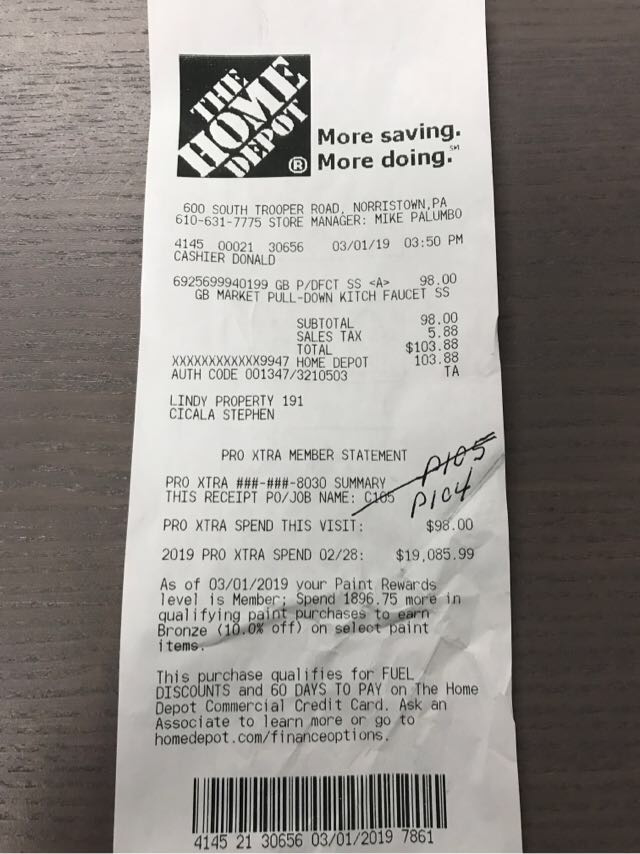 THE
HOME
DEPOT
®
More saving.
More doing.℠
600 SOUTH TROOPER ROAD, NORRISTOWN,PA
610-631-7775 STORE MANAGER: MIKE PALUMBO
4145 00021 30656 03/01/19 03:50 PM
CASHIER DONALD
6925699940199 GB P/DFCT SS <A> 98.00
GB MARKET PULL-DOWN KITCH FAUCET SS
SUBTOTAL 98.00
SALES TAX 5.88
TOTAL $103.88
XXXXXXXXXXXX9947 HOME DEPOT 103.88
AUTH CODE 001347/3210503 TA
LINDY PROPERTY 191
CICALA STEPHEN
PRO XTRA MEMBER STATEMENT
P105
PRO XTRA ###-###-8030 SUMMARY
THIS RECEIPT PO/JOB NAME: C105 P104
PRO XTRA SPEND THIS VISIT: $98.00
2019 PRO XTRA SPEND 02/28: $19,085.99
As of 03/01/2019 your Paint Rewards
level is Member; Spend 1896.75 more in
qualifying paint purchases to earn
Bronze (10.0% off) on select paint
items.
This purchase qualifies for FUEL
DISCOUNTS and 60 DAYS TO PAY on The Home
Depot Commercial Credit Card. Ask an
Associate to learn more or go to
homedepot.com/financeoptions.
4145 21 30656 03/01/2019 7861